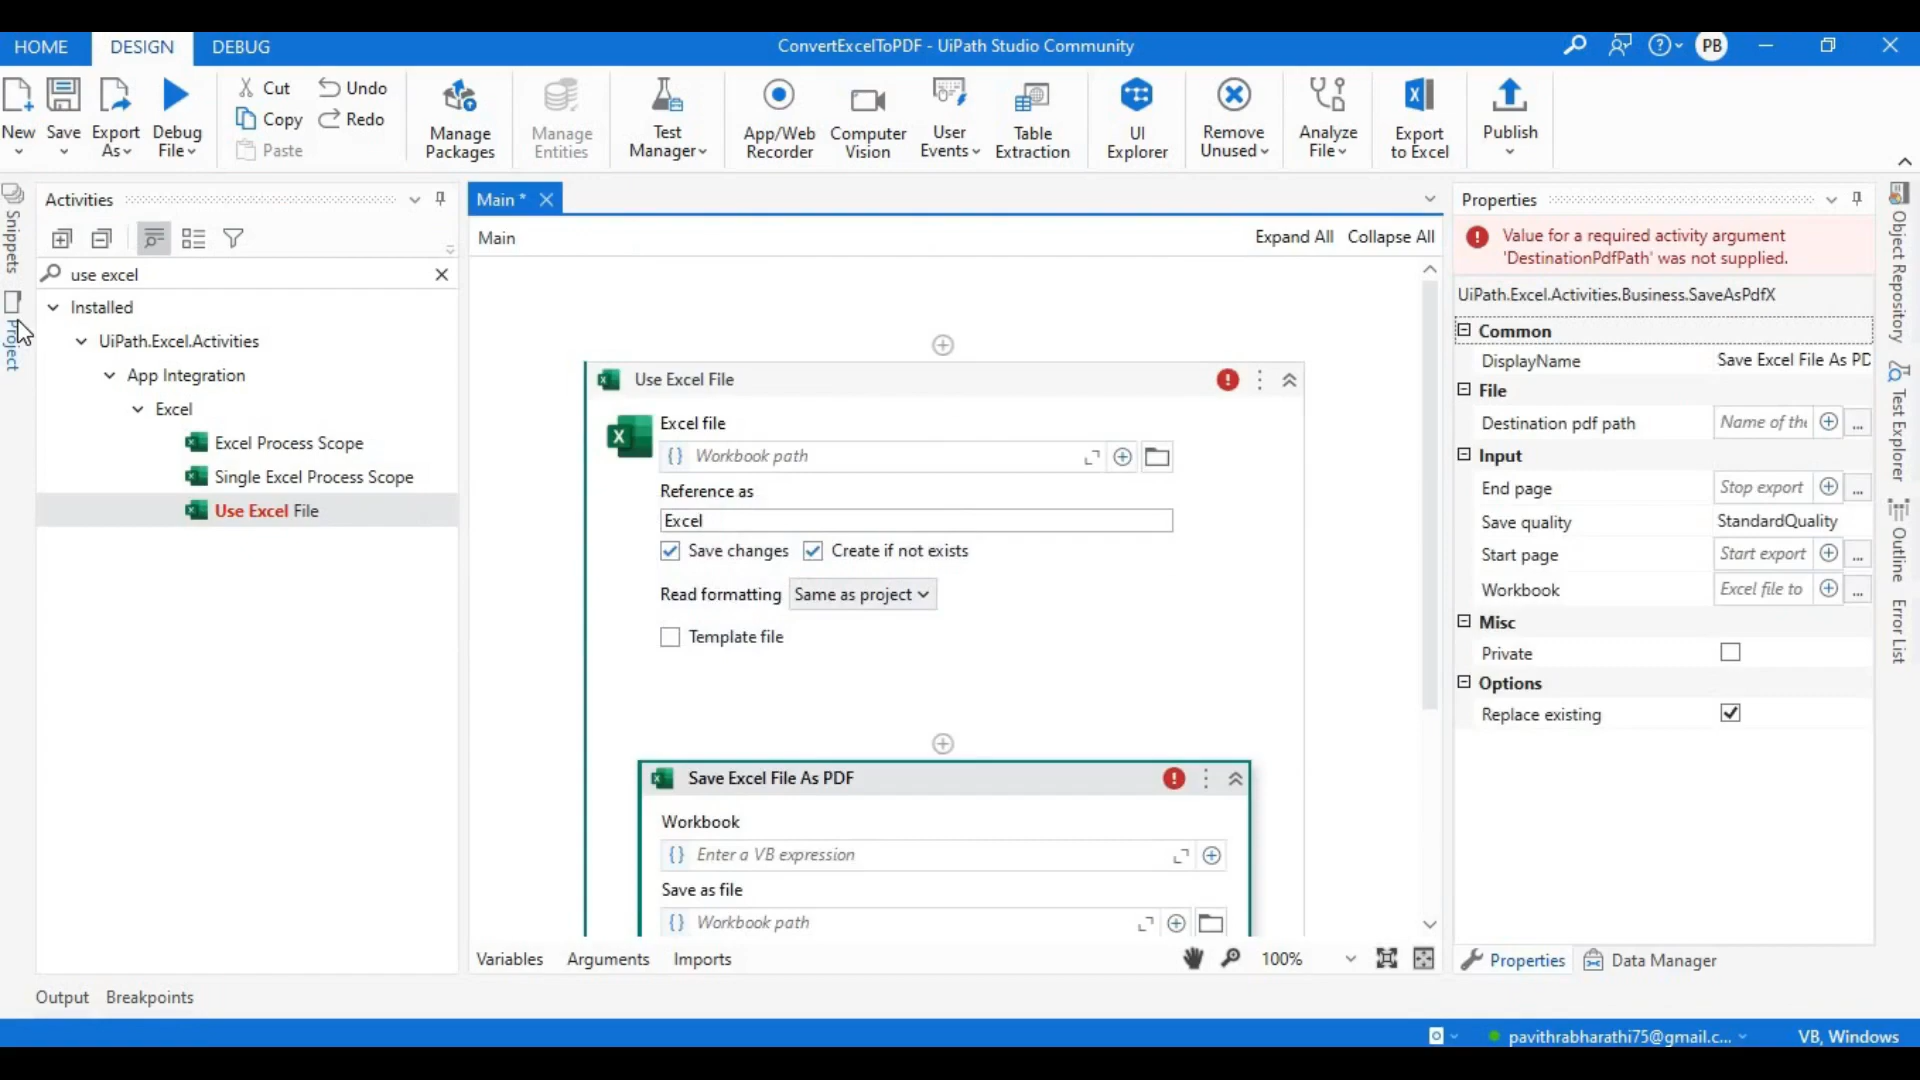 HOME DESIGN DEBUG ConvertExcelToPDF - UiPath Studio Community PB
New Save Export As Debug File
Cut Copy Paste Undo Redo
Manage Packages
Manage Entities
Test Manager
App/Web Recorder
Computer Vision
User Events
Table Extraction
UI Explorer
Remove Unused
Analyze File
Export to Excel
Publish
Snippets
Project
Activities
use excel
Installed
UiPath.Excel.Activities
App Integration
Excel
Excel Process Scope
Single Excel Process Scope
Use Excel File
Main *
Main Expand All Collapse All
Use Excel File
Excel file
Workbook path
Reference as
Excel
Save changes Create if not exists
Read formatting Same as project
Template file
Save Excel File As PDF
Workbook
Enter a VB expression
Save as file
Workbook path
Variables Arguments Imports 100%
Properties
Value for a required activity argument
'DestinationPdfPath' was not supplied.
UiPath.Excel.Activities.Business.SaveAsPdfX
Common
DisplayName Save Excel File As PD
File
Destination pdf path Name of the ...
Input
End page Stop export ...
Save quality StandardQuality
Start page Start export ...
Workbook Excel file to ...
Misc
Private
Options
Replace existing
Properties Data Manager
Object Repository
Test Explorer
Outline
Error List
Output Breakpoints
pavithrabharathi75@gmail.c... VB, Windows